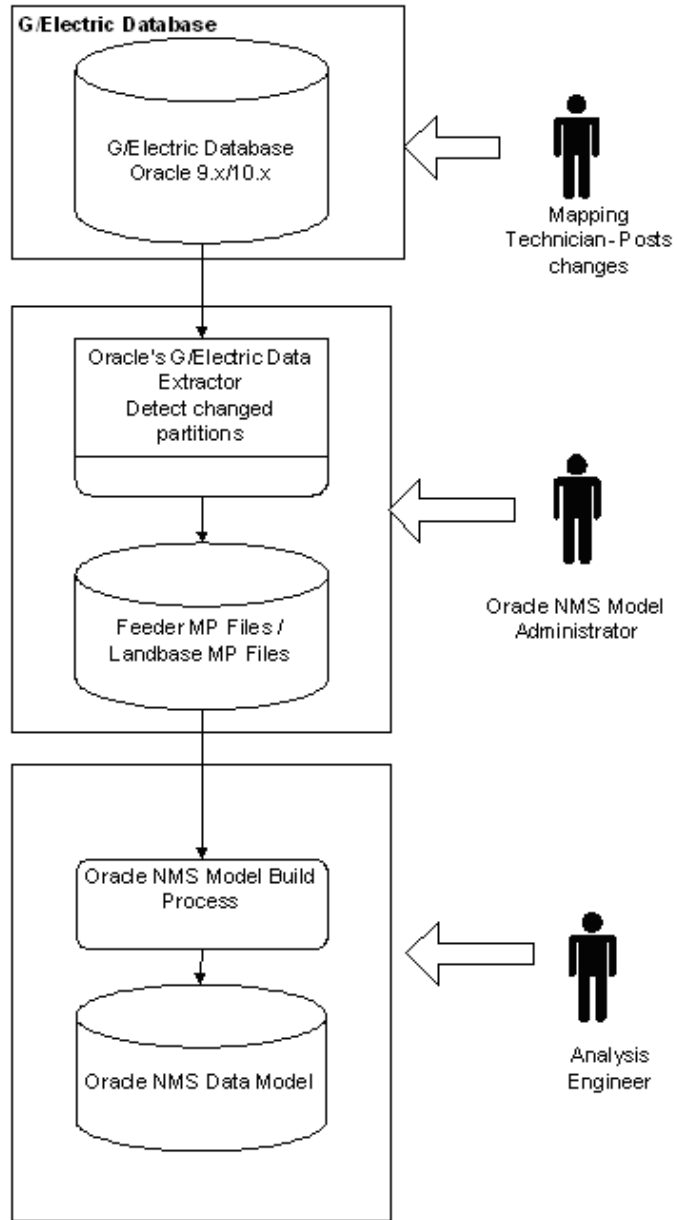 G/Electric Database
G/Electric Database
Oracle 9.x/10.x
Mapping
Technician- Posts
changes
Oracle's G/Electric Data
Extractor
Detect changed
partitions
Feeder MP Files /
Landbase MP Files
Oracle NMS Model
Administrator
Oracle NMS Model Build
Process
Oracle NMS Data Model
Analysis
Engineer